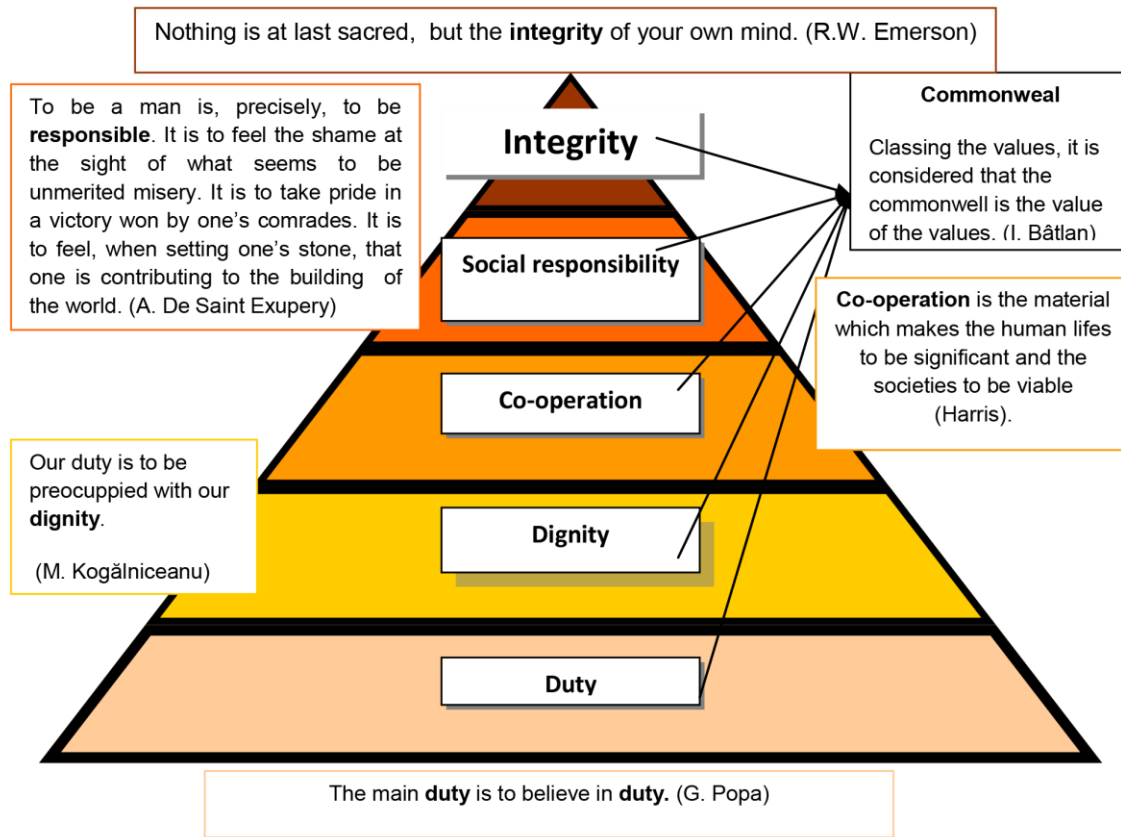 Nothing is at last sacred, but the integrity of your own mind. (R.W. Emerson)
To be a man is, precisely, to be
responsible. It is to feel the shame at
the sight of what seems to be
unmerited misery. It is to take pride in
a victory won by one's comrades. It is
to feel, when setting one's stone, that
one is contributing to the building of
the world. (A. De Saint Exupery)
Integrity
Commonweal
Classing the values, it is
considered that the
commonwell is the value
of the values. (I. Bâtlan)
Social responsibility
Co-operation is the material
which makes the human lifes
to be significant and the
societies to be viable
(Harris).
Co-operation
Our duty is to be
preocuppied with our
dignity.
(M. Kogălniceanu)
Dignity
Duty
The main duty is to believe in duty. (G. Popa)